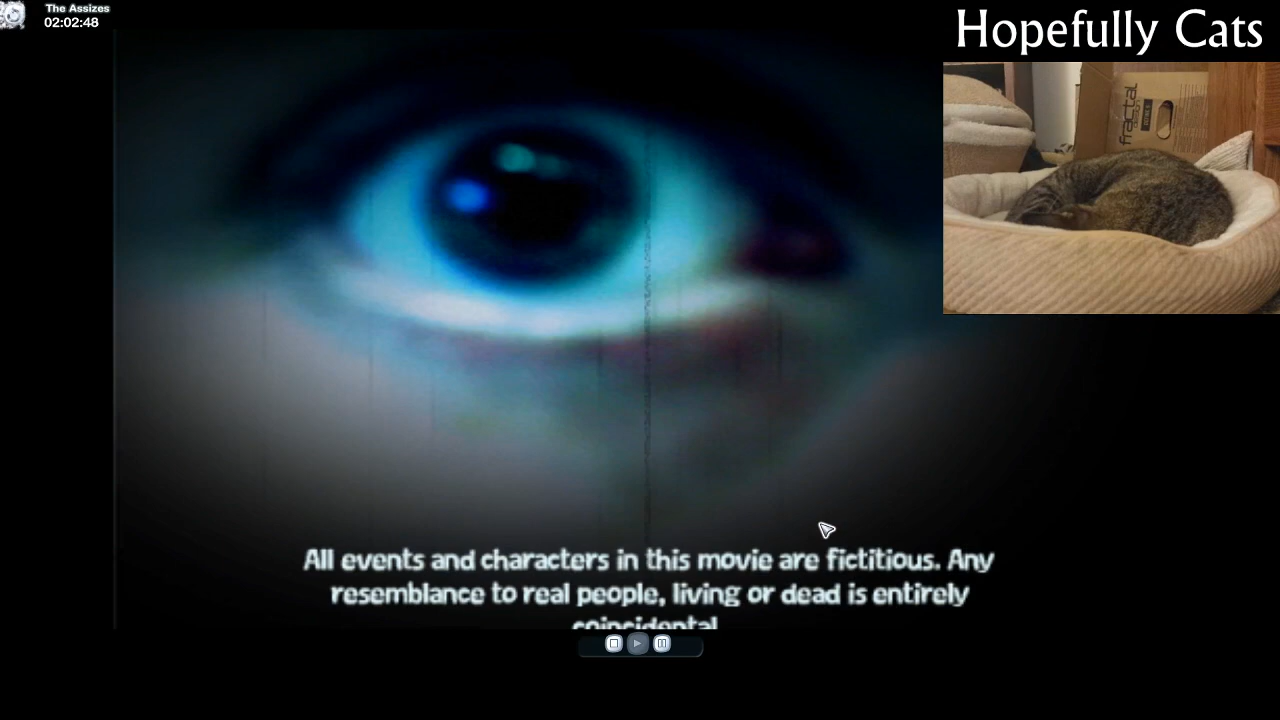 The Assizes
02:02:48
Hopefully Cats
fractal
All events and characters in this movie are fictitious. Any
resemblance to real people, living or dead is entirely
coincidental